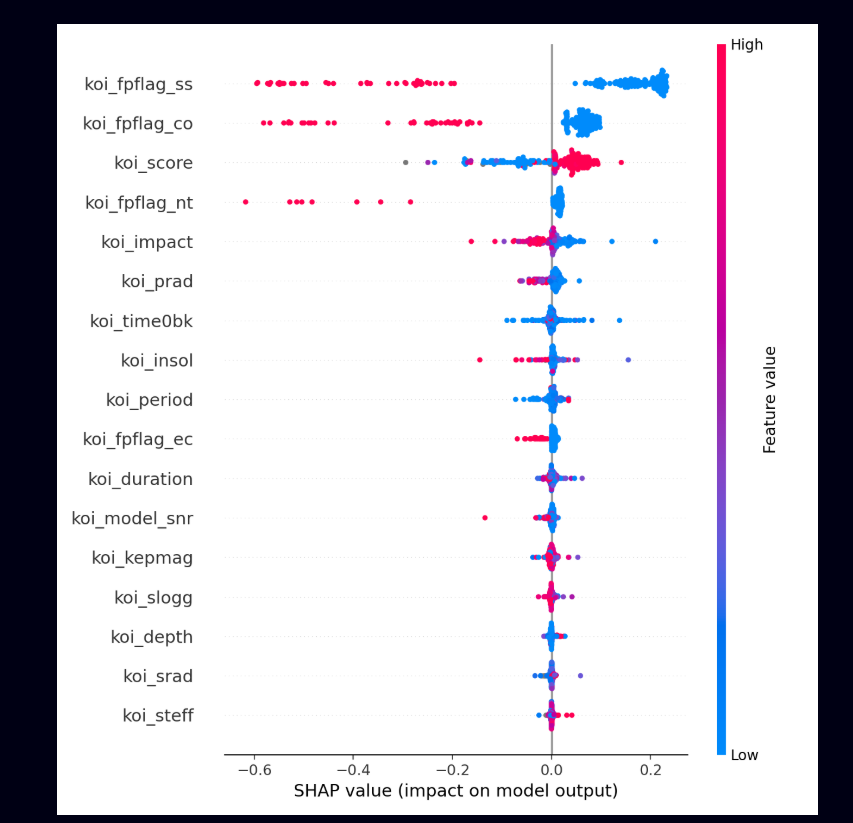 High
koi_fpflag_ss
koi_fpflag_co
koi_score
koi_fpflag_nt
koi_impact
koi_prad
koi_time0bk
koi_insol
koi_period
koi_fpflag_ec
koi_duration
koi_model_snr
koi_kepmag
koi_slogg
koi_depth
koi_srad
koi_steff
Feature value
Low
−0.6 −0.4 −0.2 0.0 0.2
SHAP value (impact on model output)